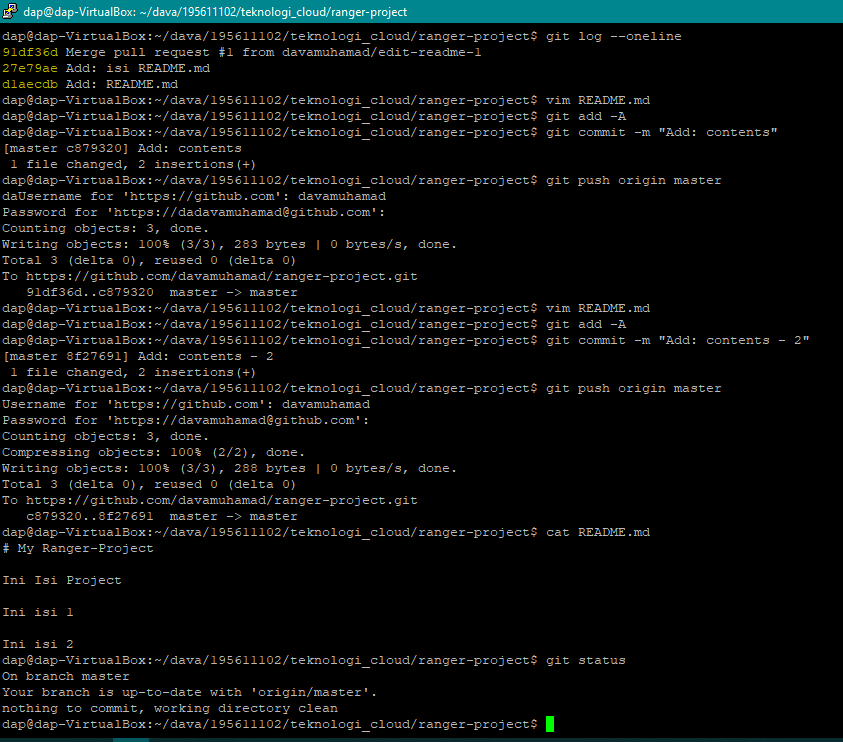 dap@dap-VirtualBox: ~/dava/195611102/teknologi_cloud/ranger-project
dap@dap-VirtualBox:~/dava/195611102/teknologi_cloud/ranger-project$ git log --oneline
91df36d Merge pull request #1 from davamuhamad/edit-readme-1
27e79ae Add: isi README.md
d1aecdb Add: README.md
dap@dap-VirtualBox:~/dava/195611102/teknologi_cloud/ranger-project$ vim README.md
dap@dap-VirtualBox:~/dava/195611102/teknologi_cloud/ranger-project$ git add -A
dap@dap-VirtualBox:~/dava/195611102/teknologi_cloud/ranger-project$ git commit -m "Add: contents"
[master c879320] Add: contents
 1 file changed, 2 insertions(+)
dap@dap-VirtualBox:~/dava/195611102/teknologi_cloud/ranger-project$ git push origin master
daUsername for 'https://github.com': davamuhamad
Password for 'https://dadavamuhamad@github.com':
Counting objects: 3, done.
Writing objects: 100% (3/3), 283 bytes | 0 bytes/s, done.
Total 3 (delta 0), reused 0 (delta 0)
To https://github.com/davamuhamad/ranger-project.git
   91df36d..c879320  master -> master
dap@dap-VirtualBox:~/dava/195611102/teknologi_cloud/ranger-project$ vim README.md
dap@dap-VirtualBox:~/dava/195611102/teknologi_cloud/ranger-project$ git add -A
dap@dap-VirtualBox:~/dava/195611102/teknologi_cloud/ranger-project$ git commit -m "Add: contents - 2"
[master 8f27691] Add: contents - 2
 1 file changed, 2 insertions(+)
dap@dap-VirtualBox:~/dava/195611102/teknologi_cloud/ranger-project$ git push origin master
Username for 'https://github.com': davamuhamad
Password for 'https://davamuhamad@github.com':
Counting objects: 3, done.
Compressing objects: 100% (2/2), done.
Writing objects: 100% (3/3), 288 bytes | 0 bytes/s, done.
Total 3 (delta 0), reused 0 (delta 0)
To https://github.com/davamuhamad/ranger-project.git
   c879320..8f27691  master -> master
dap@dap-VirtualBox:~/dava/195611102/teknologi_cloud/ranger-project$ cat README.md
# My Ranger-Project
Ini Isi Project
Ini isi 1
Ini isi 2
dap@dap-VirtualBox:~/dava/195611102/teknologi_cloud/ranger-project$ git status
On branch master
Your branch is up-to-date with 'origin/master'.
nothing to commit, working directory clean
dap@dap-VirtualBox:~/dava/195611102/teknologi_cloud/ranger-project$